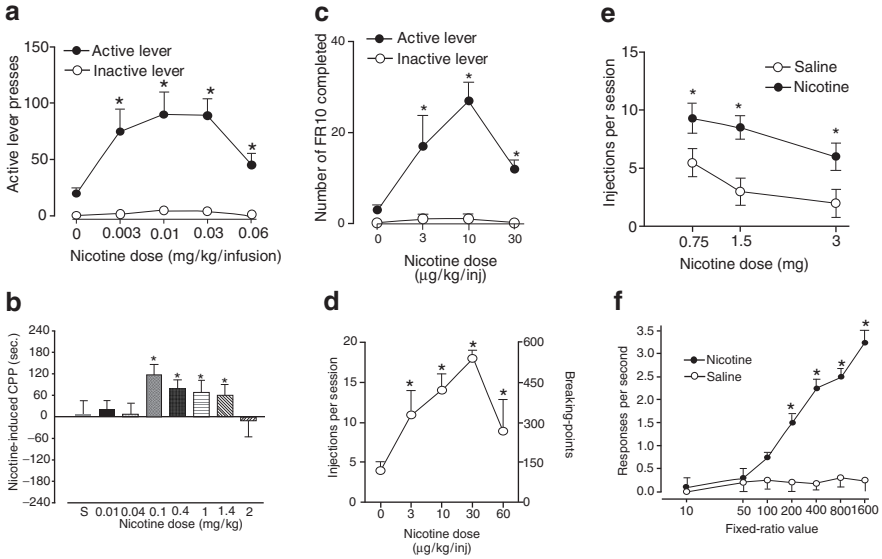 a
150
100
50
0
Active lever presses
Active lever
Inactive lever
* * * *
0 0.003 0.01 0.03 0.06
Nicotine dose (mg/kg/infusion)
b
240
180
120
60
0
−60
−120
−180
−240
Nicotine-induced CPP (sec.)
* * * *
S 0.01 0.04 0.1 0.4 1 1.4 2
Nicotine dose (mg/kg)
c
40
20
0
Number of FR10 completed
Active lever
Inactive lever
* * *
0 3 10 30
Nicotine dose
(μg/kg/inj)
d
20
15
10
5
0
Injections per session
600
450
300
150
0
Breaking-points
* * * *
0 3 10 30 60
Nicotine dose
(μg/kg/inj)
e
15
10
5
0
Injections per session
Saline
Nicotine
* * *
0.75 1.5 3
Nicotine dose (mg)
f
3.5
3.0
2.5
2.0
1.5
1.0
0.5
0.0
Responses per second
Nicotine
Saline
* * * *
10 50 100 200 400 800 1600
Fixed-ratio value